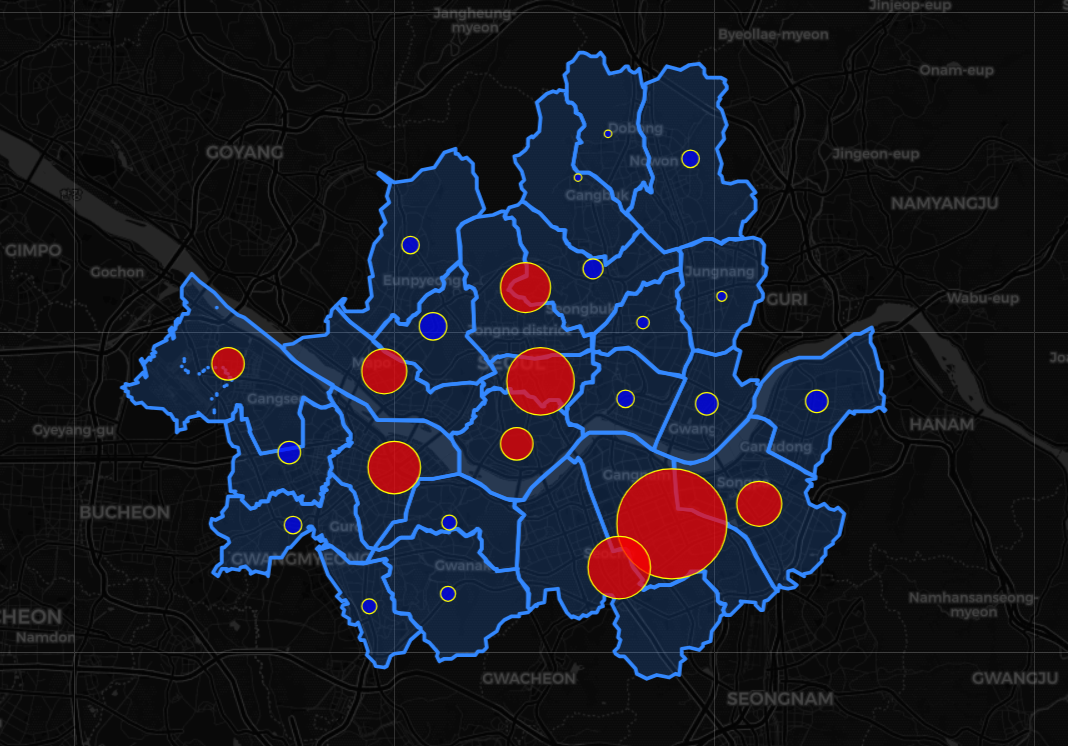 Jangheung-
myeon
Jinjeop-eup
Byeollae-myeon
Onam-eup
Dobong
GOYANG
Nowon
Jingeon-eup
Gangbuk
NAMYANGJU
GIMPO
Gochon
Eunpyeong
Jungnang
GURI
Wabu-eup
Seongbuk
Jongno district
SEOUL
Gangse
Gyeyang-gu
Gwang
HANAM
Gangdong
Gangnam
Song
BUCHEON
Guro
GWANGMYEONG
Gwanak
Namhansanseong-
myeon
CHEON
Namdon
GWACHEON
GWANGJU
SEONGNAM